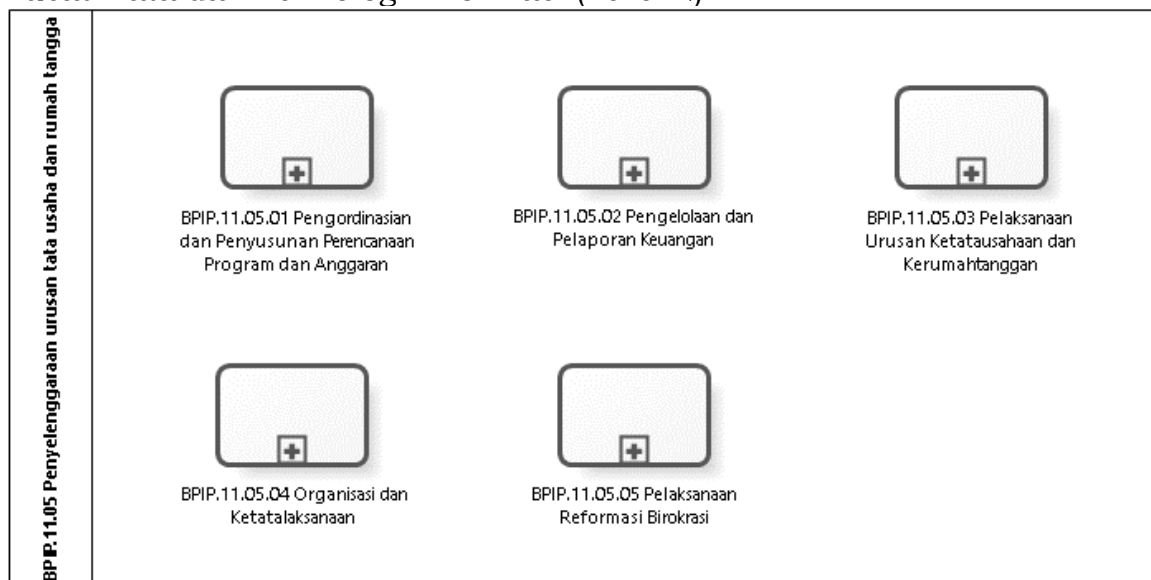 BPIP.11.05 Penyelenggaraan urusan tata usaha dan rumah tangga
BPIP.11.05.01 Pengordinasian
dan Penyusunan Perencanaan
Program dan Anggaran
BPIP.11.05.02 Pengelolaan dan
Pelaporan Keuangan
BPIP.11.05.03 Pelaksanaan
Urusan Ketatausahaan dan
Kerumahtanggan
BPIP.11.05.04 Organisasi dan
Ketatalaksanaan
BPIP.11.05.05 Pelaksanaan
Reformasi Birokrasi